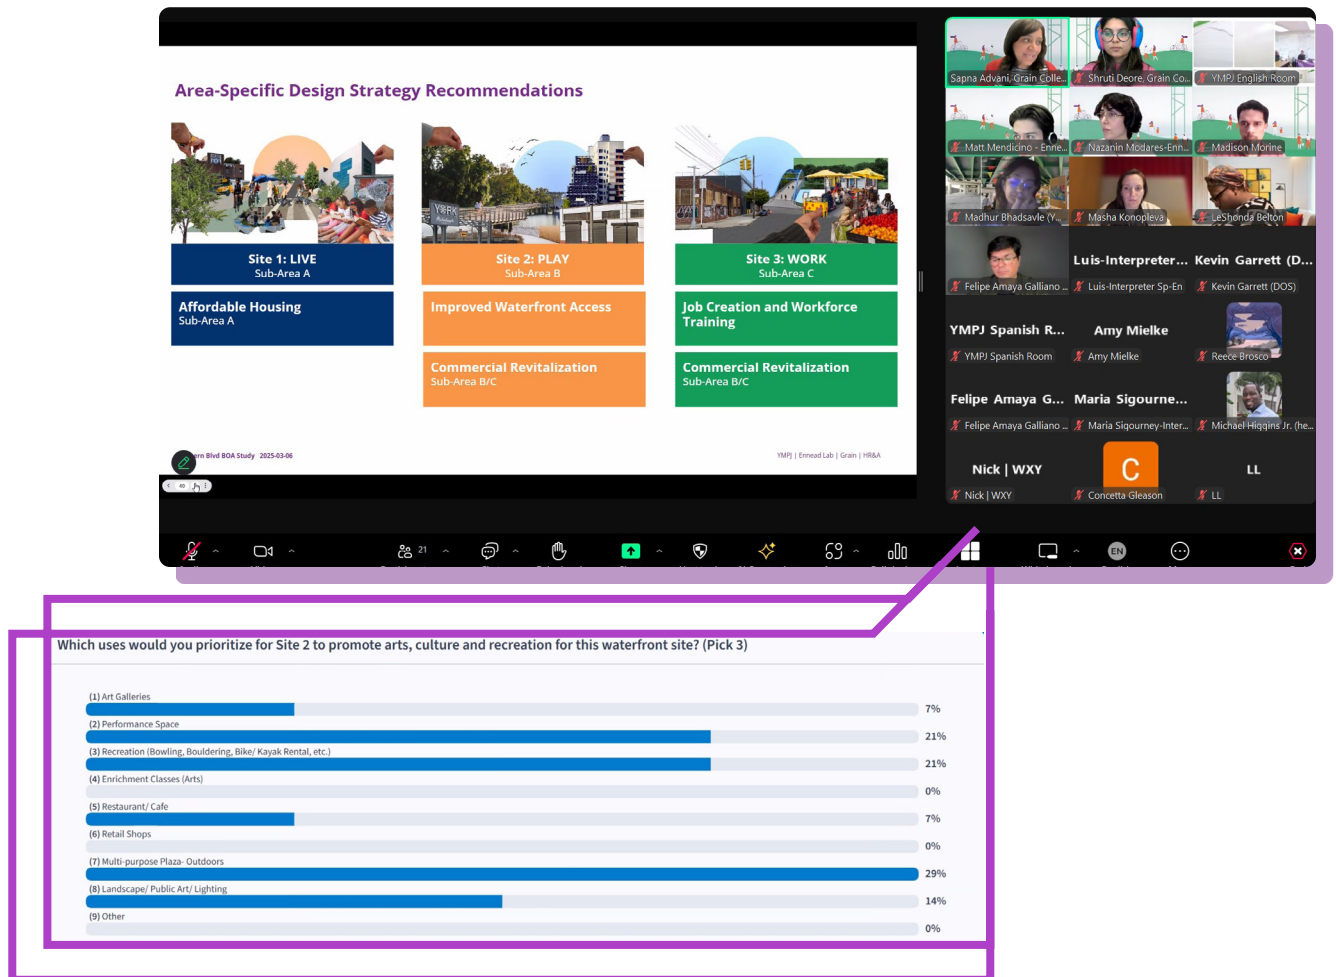 Area-Specific Design Strategy Recommendations
YORK
Site 1: LIVE
Sub-Area A
Affordable Housing
Sub-Area A
Site 2: PLAY
Sub-Area B
Improved Waterfront Access
Commercial Revitalization
Sub-Area B/C
Site 3: WORK
Sub-Area C
Job Creation and Workforce
Training
Commercial Revitalization
Sub-Area B/C
ern Blvd BOA Study 2025-03-06
YMPJ | Ennead Lab | Grain | HR&A
Sapna Advani, Grain Colle...
Shruti Deore, Grain Co...
YMPJ English Room
Matt Mendicino - Enne...
Nazanin Modares-Enn...
Madison Morine
Madhur Bhadsavle (Y...
Masha Konopleva
LeShonda Belton
Felipe Amaya Galliano ...
Luis-Interpreter...
Luis-Interpreter Sp-En
Kevin Garrett (D...
Kevin Garrett (DOS)
YMPJ Spanish R...
YMPJ Spanish Room
Amy Mielke
Amy Mielke
Reece Brosco
Felipe Amaya G...
Felipe Amaya Galliano ...
Maria Sigourne...
Maria Sigourney-Inter...
Michael Higgins Jr. (he...
Nick | WXY
Nick | WXY
C
Concetta Gleason
LL
LL
21
EN
Which uses would you prioritize for Site 2 to promote arts, culture and recreation for this waterfront site? (Pick 3)
(1) Art Galleries
7%
(2) Performance Space
21%
(3) Recreation (Bowling, Bouldering, Bike/ Kayak Rental, etc.)
21%
(4) Enrichment Classes (Arts)
0%
(5) Restaurant/ Cafe
7%
(6) Retail Shops
0%
(7) Multi-purpose Plaza- Outdoors
29%
(8) Landscape/ Public Art/ Lighting
14%
(9) Other
0%